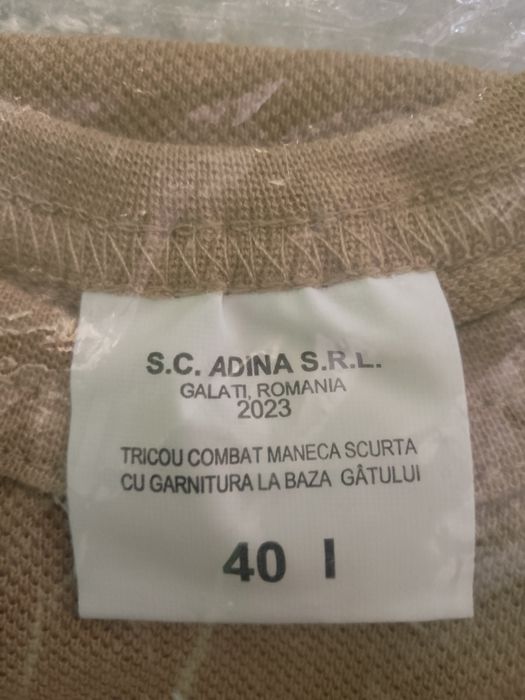 S.C. ADINA S.R.L.
GALATI, ROMANIA
2023
TRICOU COMBAT MANECA SCURTA
CU GARNITURA LA BAZA GÂTULUI
40 I